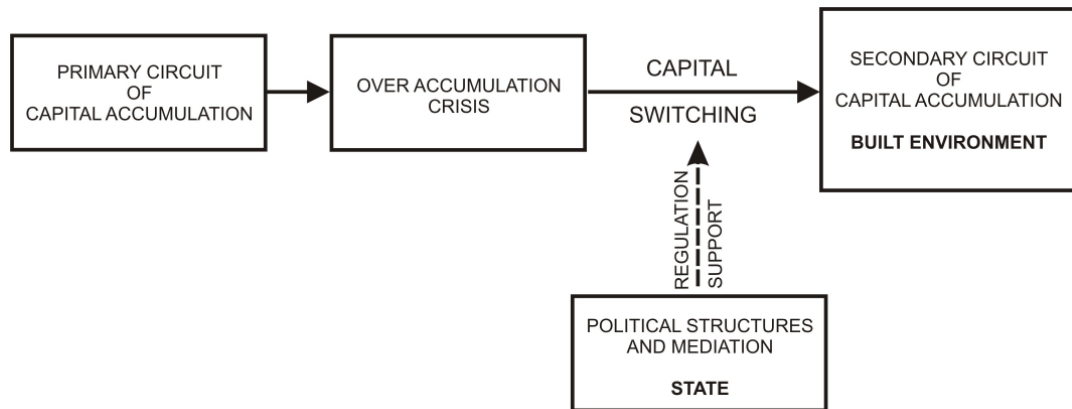 PRIMARY CIRCUIT
OF
CAPITAL ACCUMULATION
OVER ACCUMULATION
CRISIS
CAPITAL
SWITCHING
SECONDARY CIRCUIT
OF
CAPITAL ACCUMULATION
BUILT ENVIRONMENT
REGULATION
SUPPORT
POLITICAL STRUCTURES
AND MEDIATION
STATE